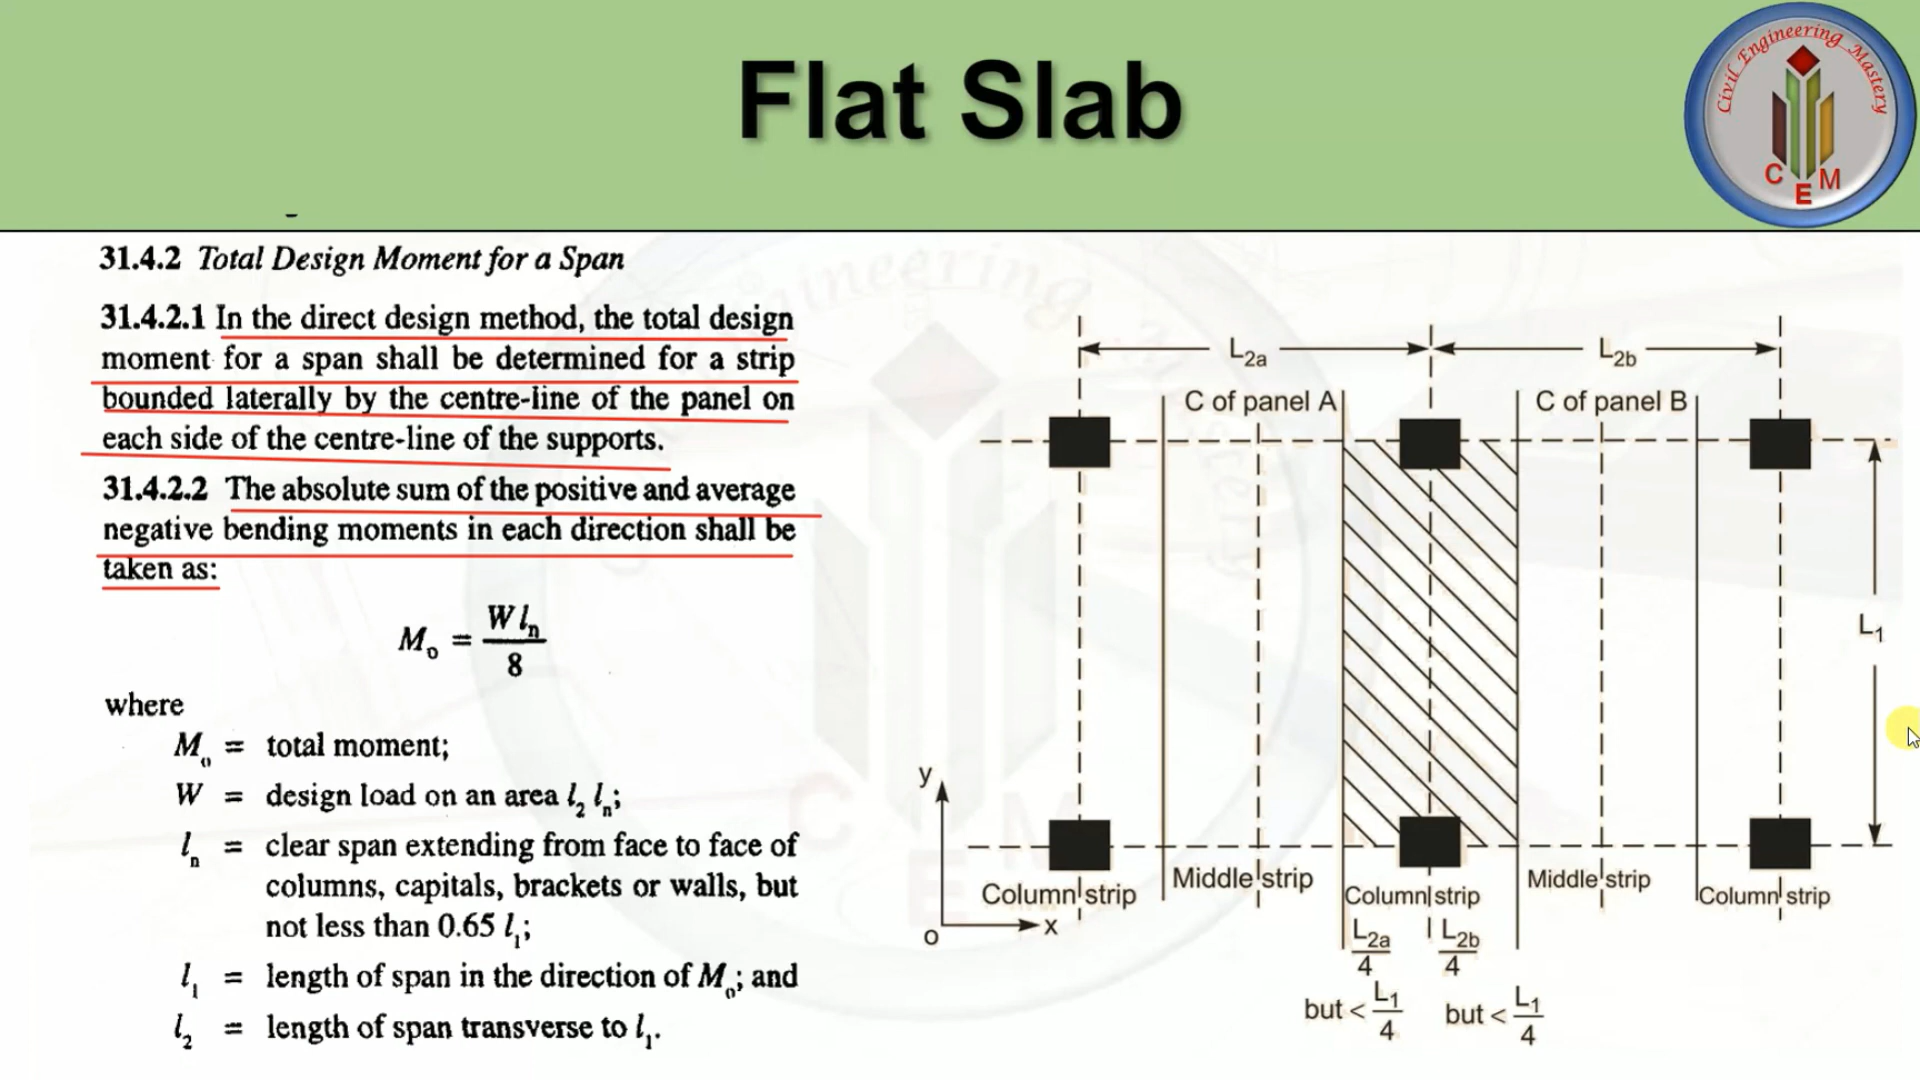 Flat Slab
Civil Engineering Mastery
C E M
31.4.2 Total Design Moment for a Span
31.4.2.1 In the direct design method, the total design
moment for a span shall be determined for a strip
bounded laterally by the centre-line of the panel on
each side of the centre-line of the supports.
31.4.2.2 The absolute sum of the positive and average
negative bending moments in each direction shall be
taken as:
Mo = W ln / 8
where
Mo = total moment;
W = design load on an area l2 ln;
ln = clear span extending from face to face of
columns, capitals, brackets or walls, but
not less than 0.65 l1;
l1 = length of span in the direction of Mo; and
l2 = length of span transverse to l1.
L2a L2b
C of panel A C of panel B
L1
y
o x
Column strip Middle strip Column strip Middle strip Column strip
L2a/4 L2b/4
but < L1/4 but < L1/4